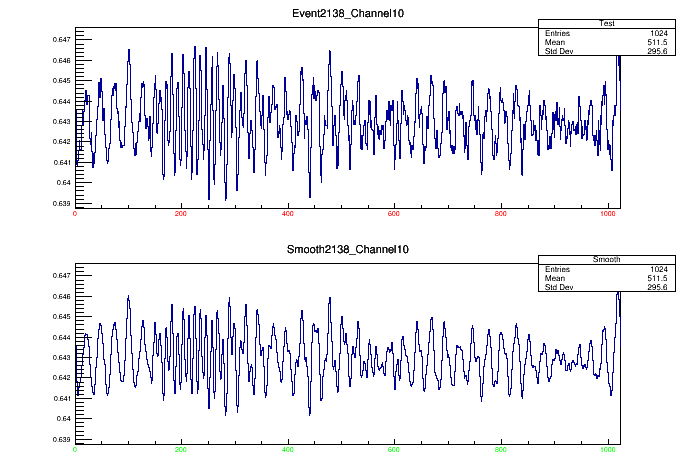 Event2138_Channel10
Test
Entries 1024
Mean 511.5
Std Dev 295.6
0.647
0.646
0.645
0.644
0.643
0.642
0.641
0.64
0.639
0 200 400 600 800 1000
Smooth2138_Channel10
Smooth
Entries 1024
Mean 511.5
Std Dev 295.6
0.647
0.646
0.645
0.644
0.643
0.642
0.641
0.64
0.639
0 200 400 600 800 1000